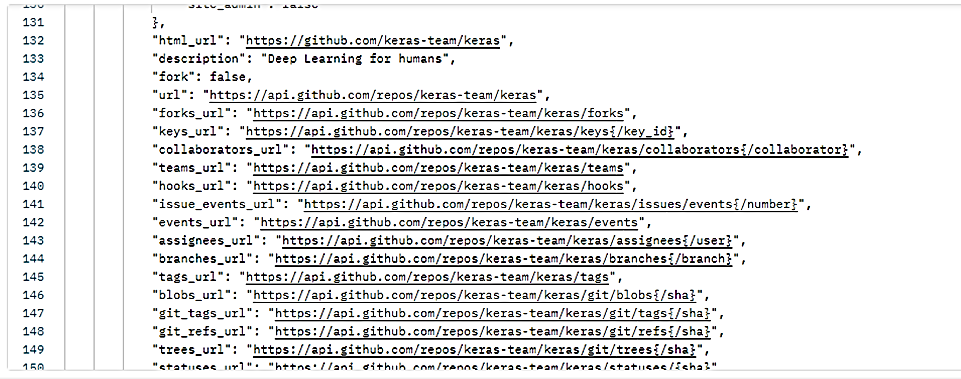 130 "site_admin": false
131 },
132 "html_url": "https://github.com/keras-team/keras",
133 "description": "Deep Learning for humans",
134 "fork": false,
135 "url": "https://api.github.com/repos/keras-team/keras",
136 "forks_url": "https://api.github.com/repos/keras-team/keras/forks",
137 "keys_url": "https://api.github.com/repos/keras-team/keras/keys{/key_id}",
138 "collaborators_url": "https://api.github.com/repos/keras-team/keras/collaborators{/collaborator}",
139 "teams_url": "https://api.github.com/repos/keras-team/keras/teams",
140 "hooks_url": "https://api.github.com/repos/keras-team/keras/hooks",
141 "issue_events_url": "https://api.github.com/repos/keras-team/keras/issues/events{/number}",
142 "events_url": "https://api.github.com/repos/keras-team/keras/events",
143 "assignees_url": "https://api.github.com/repos/keras-team/keras/assignees{/user}",
144 "branches_url": "https://api.github.com/repos/keras-team/keras/branches{/branch}",
145 "tags_url": "https://api.github.com/repos/keras-team/keras/tags",
146 "blobs_url": "https://api.github.com/repos/keras-team/keras/git/blobs{/sha}",
147 "git_tags_url": "https://api.github.com/repos/keras-team/keras/git/tags{/sha}",
148 "git_refs_url": "https://api.github.com/repos/keras-team/keras/git/refs{/sha}",
149 "trees_url": "https://api.github.com/repos/keras-team/keras/git/trees{/sha}",
150 "statuses_url": "https://api.github.com/repos/keras-team/keras/statuses/{sha}"